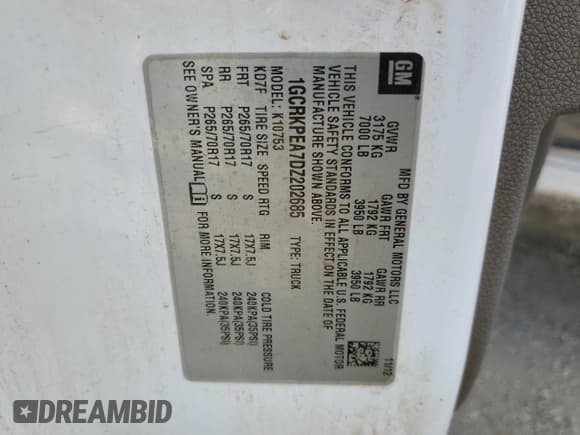 GM
MFD BY GENERAL MOTORS LLC 11/12
GVWR GAWR FRT GAWR RR
3175 KG 1792 KG 1792 KG
7000 LB 3950 LB 3950 LB
THIS VEHICLE CONFORMS TO ALL APPLICABLE U.S. FEDERAL MOTOR
VEHICLE SAFETY STANDARDS IN EFFECT ON THE DATE OF
MANUFACTURE SHOWN ABOVE.
1GCRKPEA7DZ202685 TYPE: TRUCK
MODEL: K10753
KD7F TIRE SIZE SPEED RTG RIM COLD TIRE PRESSURE
FRT P265/70R17 S 17X7.5J 240KPA(35PSI)
RR P265/70R17 S 17X7.5J 240KPA(35PSI)
SPA P265/70R17 S 17X7.5J 240KPA(35PSI)
SEE OWNER'S MANUAL i FOR MORE INFORMATION.
DREAMBID